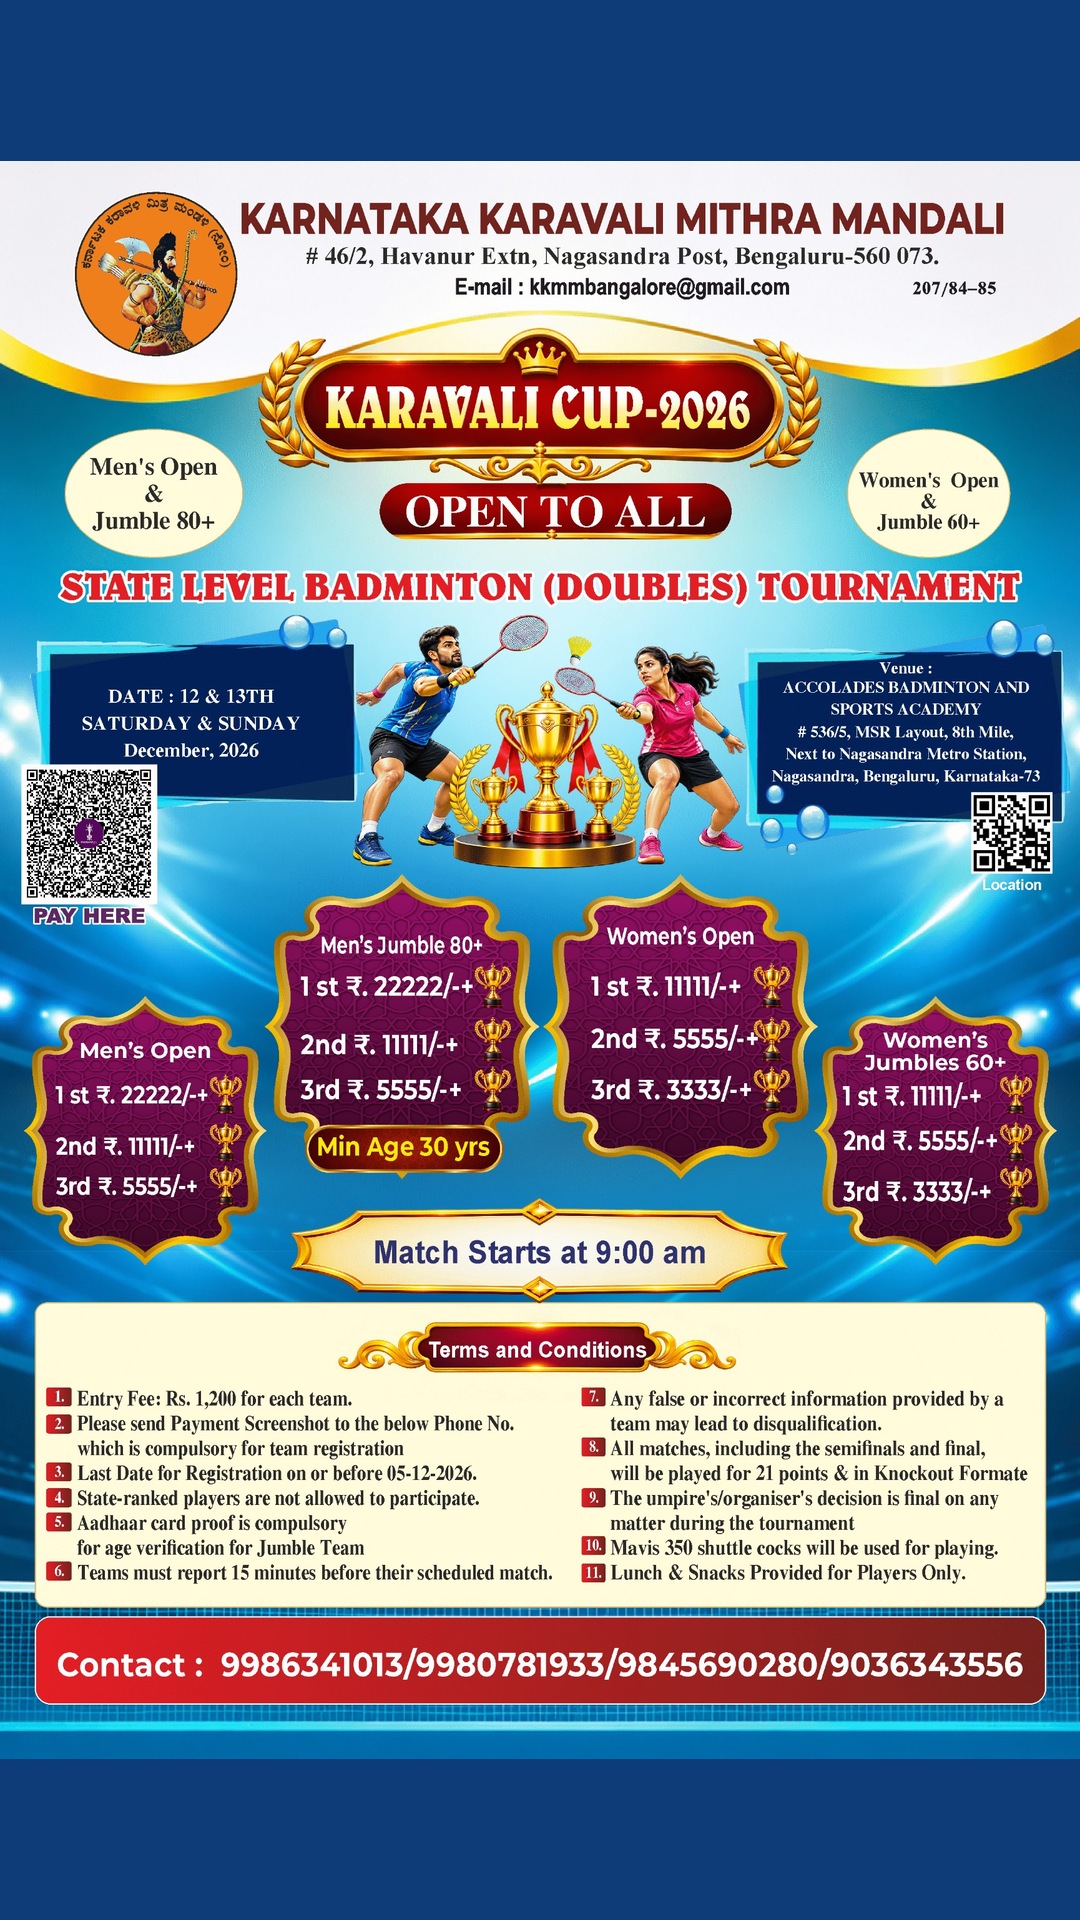 ಕರ್ನಾಟಕ ಕರಾವಳಿ ಮಿತ್ರ ಮಂಡಳಿ (ನೋಂ)
KARNATAKA KARAVALI MITHRA MANDALI
# 46/2, Havanur Extn, Nagasandra Post, Bengaluru-560 073.
E-mail : kkmmbangalore@gmail.com
207/84–85
KARAVALI CUP-2026
Men's Open
&
Jumble 80+
OPEN TO ALL
Women's Open
&
Jumble 60+
STATE LEVEL BADMINTON (DOUBLES) TOURNAMENT
DATE : 12 & 13TH
SATURDAY & SUNDAY
December, 2026
Venue :
ACCOLADES BADMINTON AND
SPORTS ACADEMY
# 536/5, MSR Layout, 8th Mile,
Next to Nagasandra Metro Station,
Nagasandra, Bengaluru, Karnataka-73
PAY HERE
Location
Men's Open
1 st ₹. 22222/-+
2nd ₹. 11111/-+
3rd ₹. 5555/-+
Men's Jumble 80+
1 st ₹. 22222/-+
2nd ₹. 11111/-+
3rd ₹. 5555/-+
Min Age 30 yrs
Women's Open
1 st ₹. 11111/-+
2nd ₹. 5555/-+
3rd ₹. 3333/-+
Women's
Jumbles 60+
1 st ₹. 11111/-+
2nd ₹. 5555/-+
3rd ₹. 3333/-+
Match Starts at 9:00 am
Terms and Conditions
1. Entry Fee: Rs. 1,200 for each team.
2. Please send Payment Screenshot to the below Phone No.
which is compulsory for team registration
3. Last Date for Registration on or before 05-12-2026.
4. State-ranked players are not allowed to participate.
5. Aadhaar card proof is compulsory
for age verification for Jumble Team
6. Teams must report 15 minutes before their scheduled match.
7. Any false or incorrect information provided by a
team may lead to disqualification.
8. All matches, including the semifinals and final,
will be played for 21 points & in Knockout Formate
9. The umpire's/organiser's decision is final on any
matter during the tournament
10. Mavis 350 shuttle cocks will be used for playing.
11. Lunch & Snacks Provided for Players Only.
Contact : 9986341013/9980781933/9845690280/9036343556